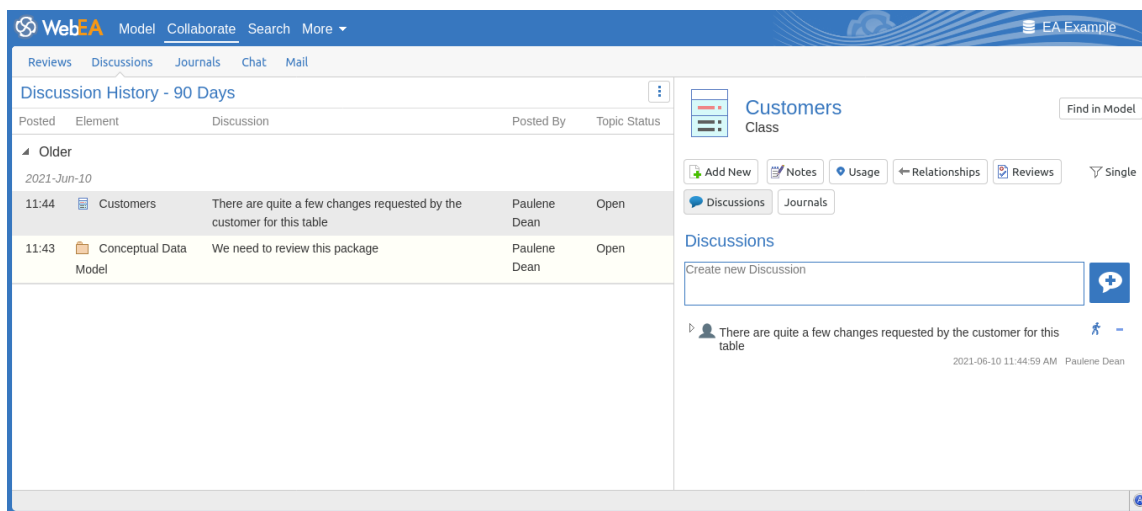 WebEA Model Collaborate Search More EA Example
Reviews Discussions Journals Chat Mail
Discussion History - 90 Days
Posted Element Discussion Posted By Topic Status
Older
2021-Jun-10
11:44 Customers There are quite a few changes requested by the Paulene Open
customer for this table Dean
11:43 Conceptual Data We need to review this package Paulene Open
Model Dean
Customers
Class
Find in Model
Add New Notes Usage Relationships Reviews Single
Discussions Journals
Discussions
Create new Discussion
There are quite a few changes requested by the customer for this
table
2021-06-10 11:44:59 AM Paulene Dean